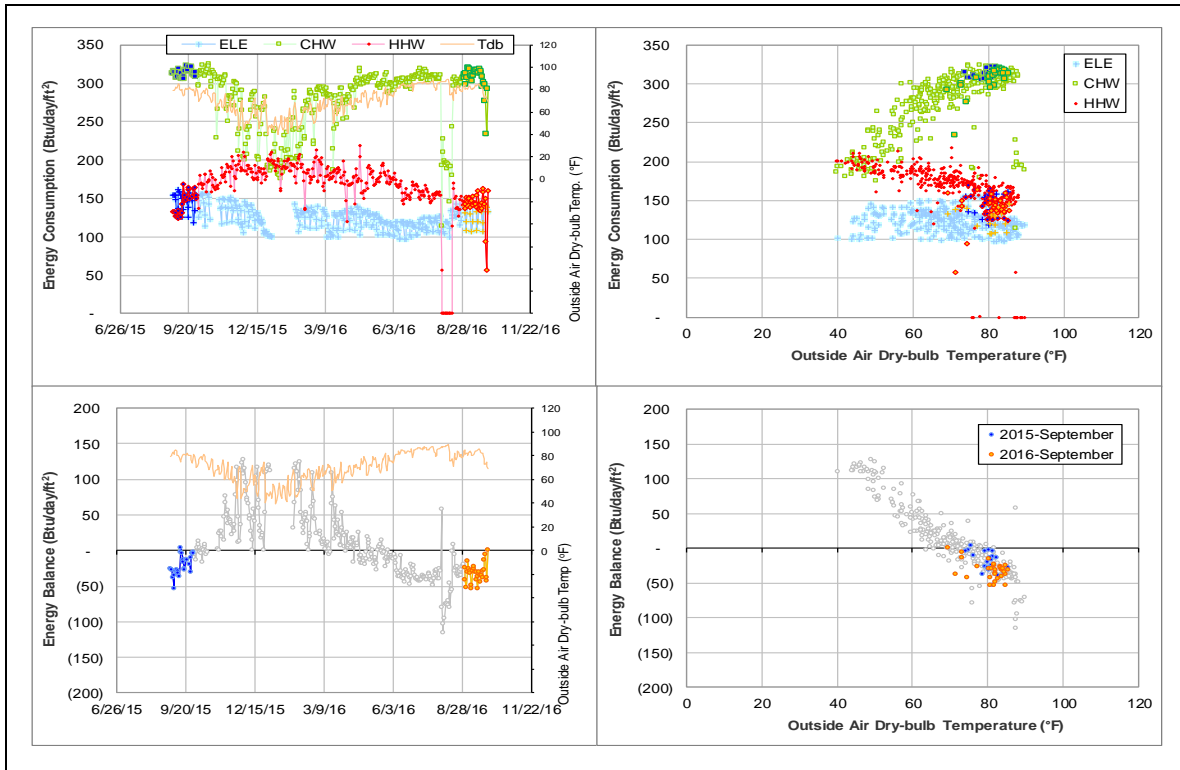 ELE CHW HHW Tdb
Energy Consumption (Btu/day/ft²)
350
300
250
200
150
100
50
-
120
100
80
60
40
20
0
Outside Air Dry-bulb Temp. (°F)
6/26/15 9/20/15 12/15/15 3/9/16 6/3/16 8/28/16 11/22/16
Energy Consumption (Btu/day/ft²)
350
300
250
200
150
100
50
-
ELE
CHW
HHW
0 20 40 60 80 100 120
Outside Air Dry-bulb Temperature (°F)
Energy Balance (Btu/day/ft²)
200
150
100
50
-
(50)
(100)
(150)
(200)
120
100
80
60
40
20
0
Outside Air Dry-bulb Temp (°F)
6/26/15 9/20/15 12/15/15 3/9/16 6/3/16 8/28/16 11/22/16
Energy Balance (Btu/day/ft²)
200
150
100
50
-
(50)
(100)
(150)
(200)
2015-September
2016-September
0 20 40 60 80 100 120
Outside Air Dry-bulb Temperature (°F)